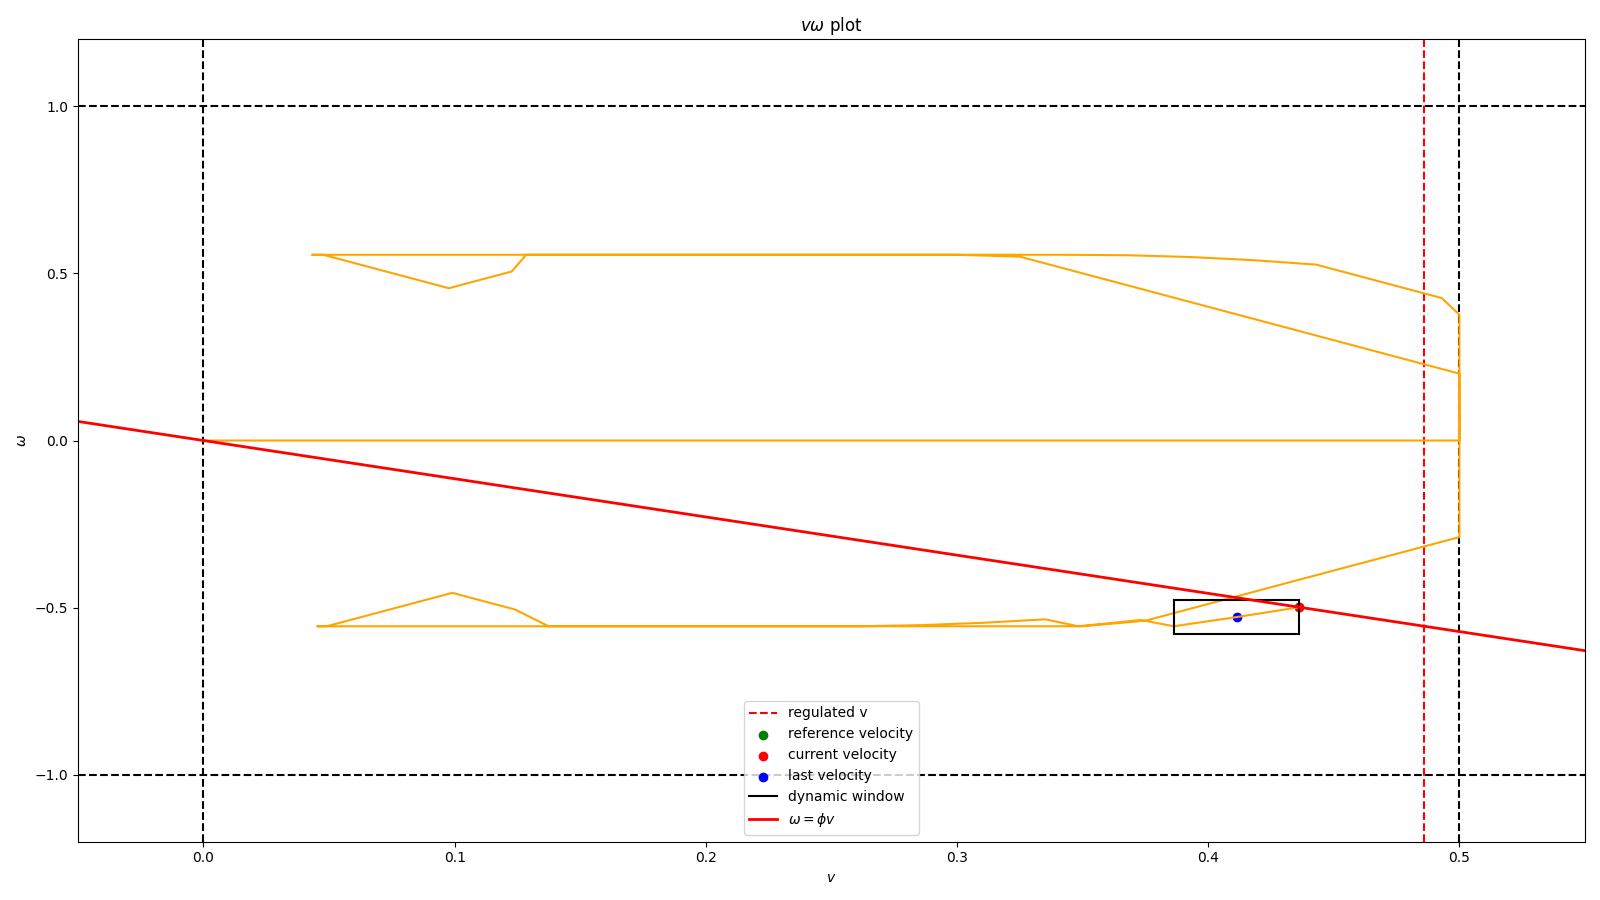 vω plot
ω
1.0
0.5
0.0
−0.5
−1.0
regulated v
reference velocity
current velocity
last velocity
dynamic window
ω = ϕv
0.0 0.1 0.2 0.3 0.4 0.5
v